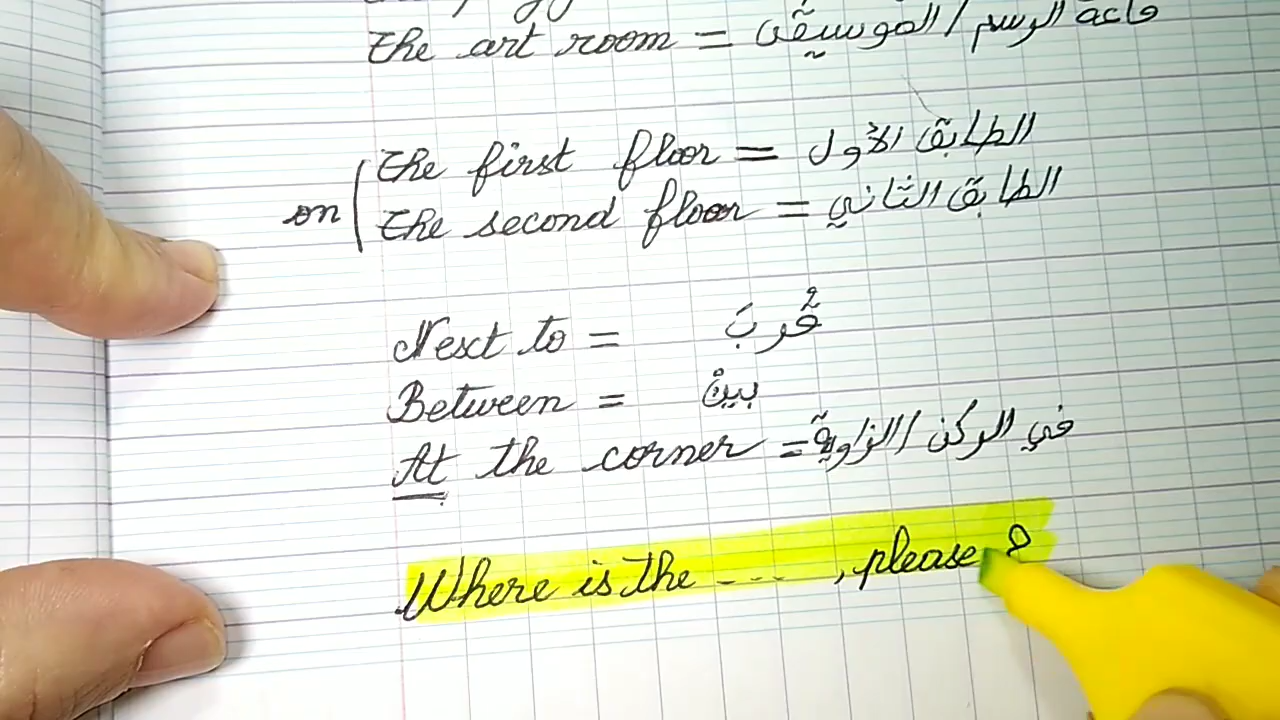 the art room = قاعة الرسم / الموسيقى
on
the first floor = الطابق الأول
the second floor = الطابق الثاني
Next to = قُربَ
Between = بينْ
At the corner = في الركن / الزاوية
Where is the --- , please ?